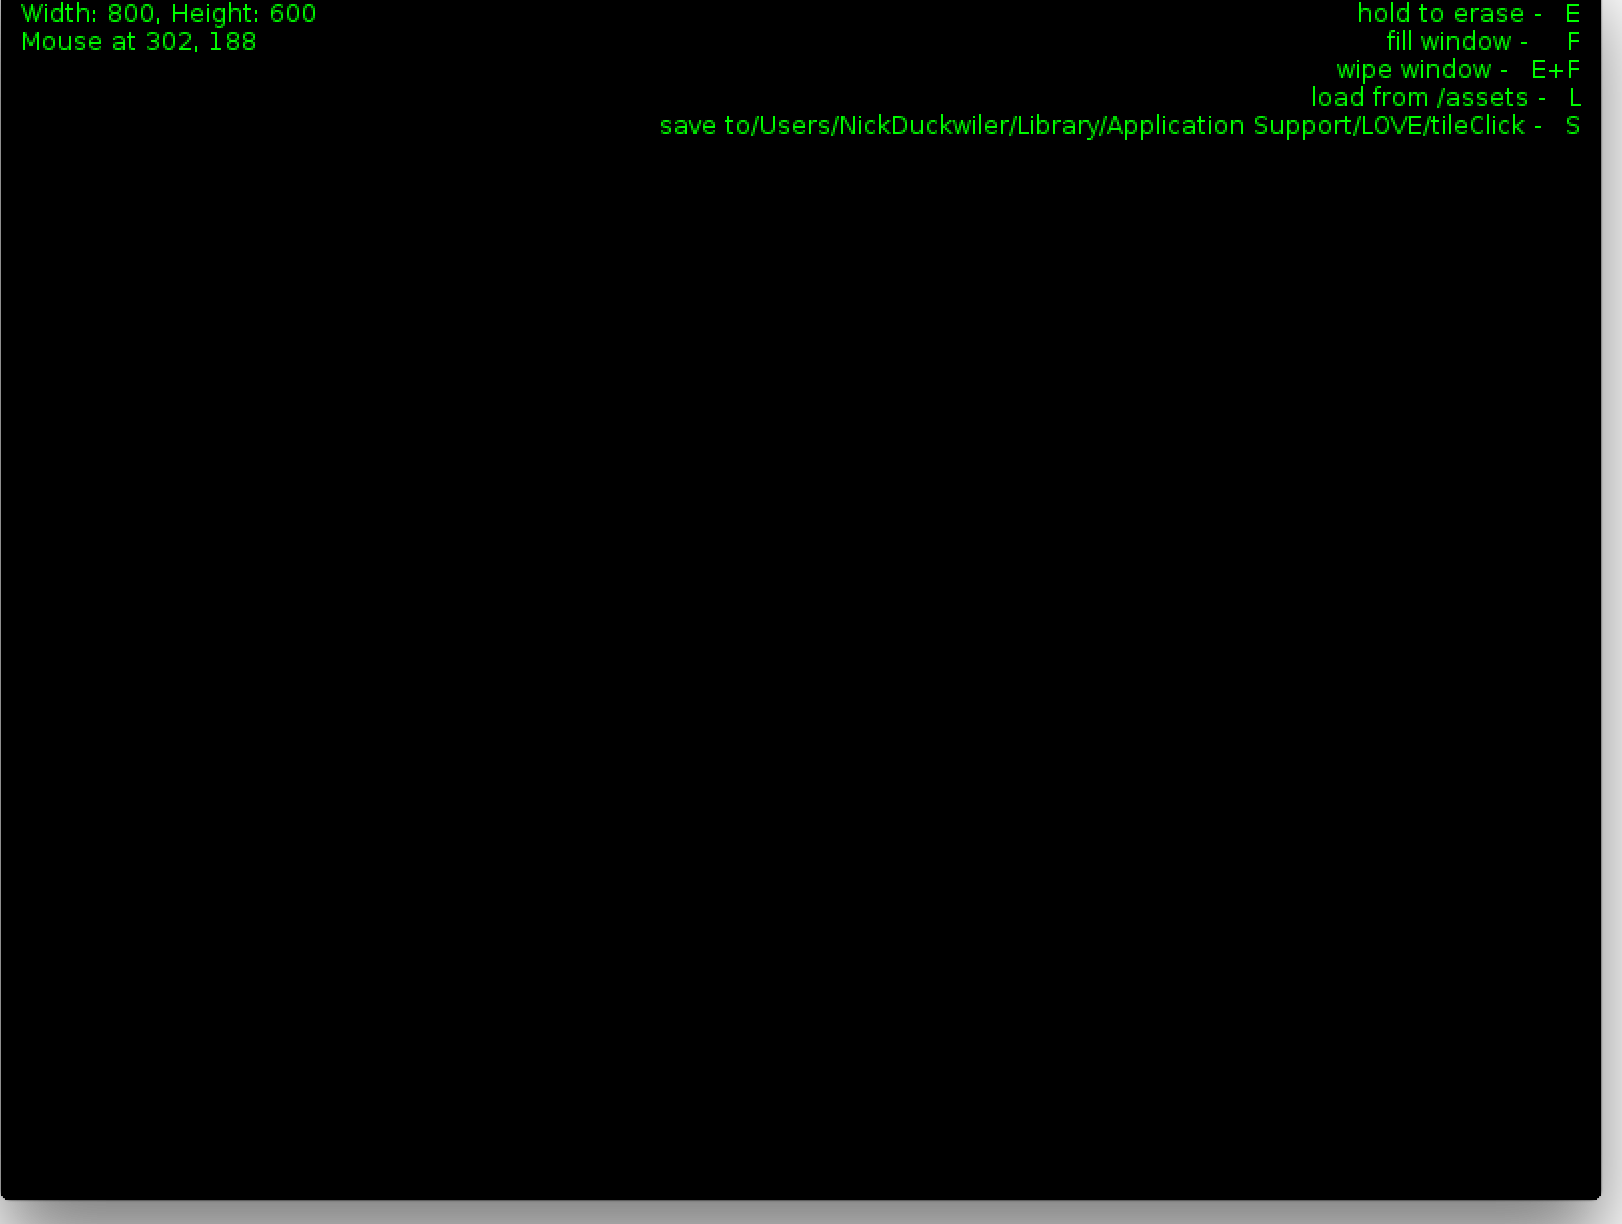 Width: 800, Height: 600
Mouse at 302, 188
hold to erase - E
fill window - F
wipe window - E+F
load from /assets - L
save to/Users/NickDuckwiler/Library/Application Support/LOVE/tileClick - S